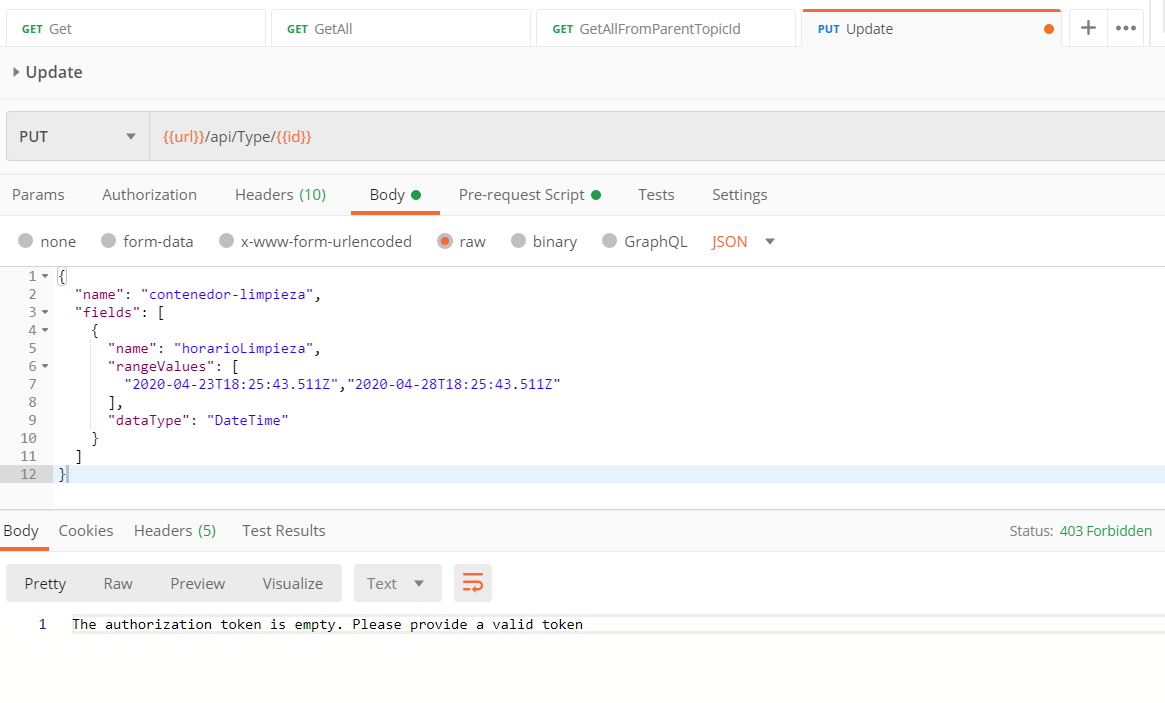 GET Get
GET GetAll
GET GetAllFromParentTopicId
PUT Update
Update
PUT
{{url}}/api/Type/{{id}}
Params Authorization Headers (10) Body Pre-request Script Tests Settings
none form-data x-www-form-urlencoded raw binary GraphQL JSON
1 {
2 "name": "contenedor-limpieza",
3 "fields": [
4 {
5 "name": "horarioLimpieza",
6 "rangeValues": [
7 "2020-04-23T18:25:43.511Z","2020-04-28T18:25:43.511Z"
8 ],
9 "dataType": "DateTime"
10 }
11 ]
12 }
Body Cookies Headers (5) Test Results Status: 403 Forbidden
Pretty Raw Preview Visualize Text
1 The authorization token is empty. Please provide a valid token